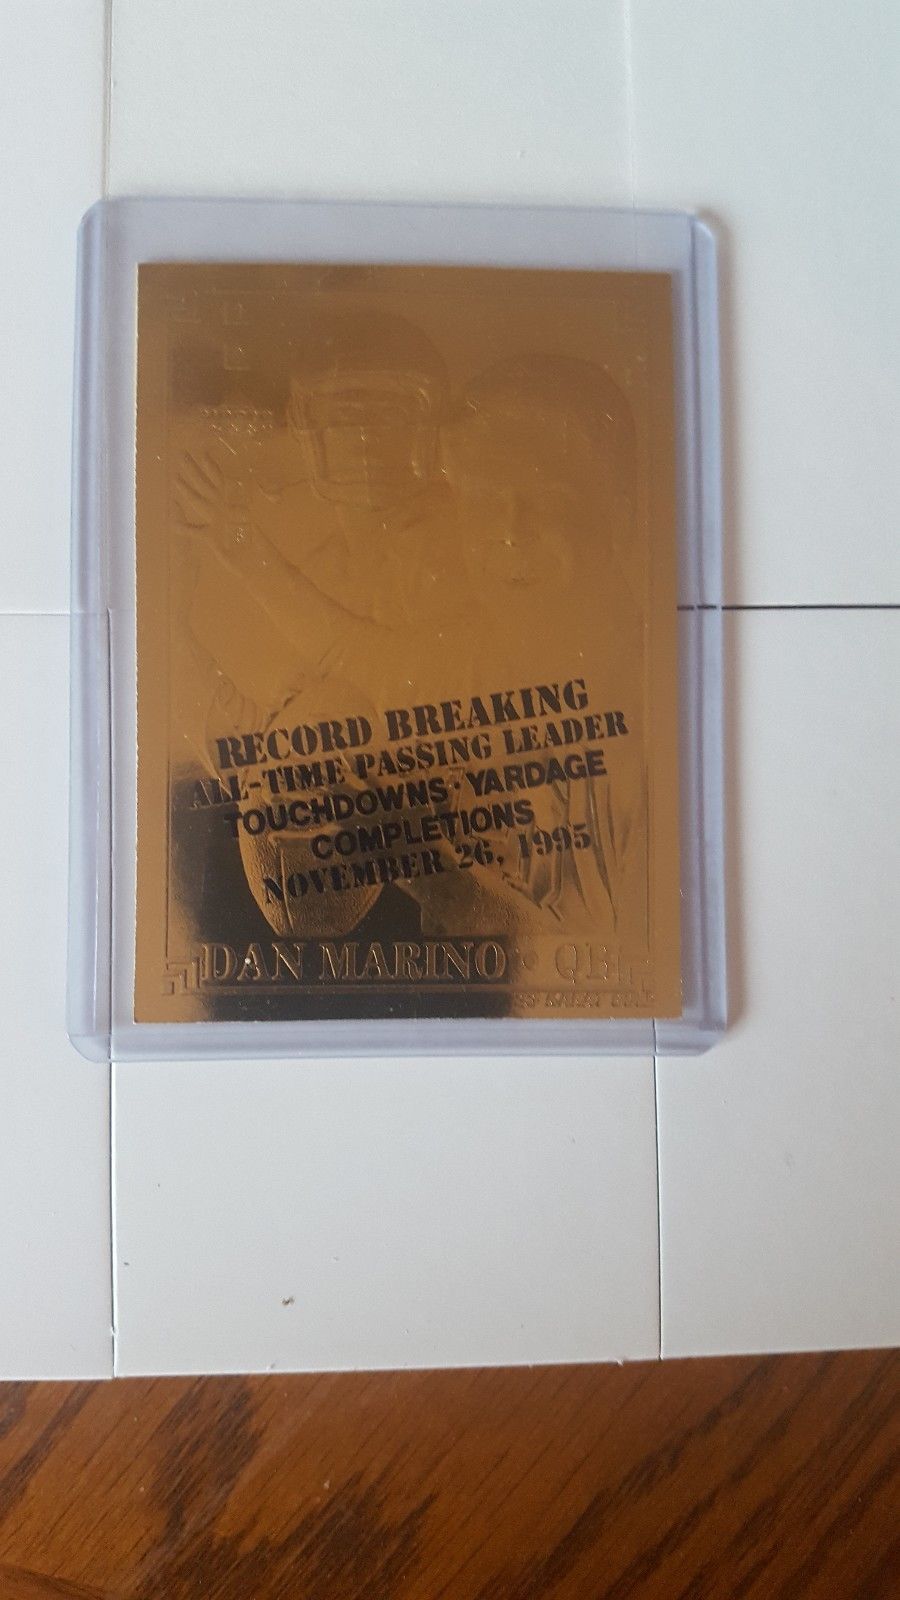 RECORD BREAKING
ALL-TIME PASSING LEADER
TOUCHDOWNS · YARDAGE
COMPLETIONS
NOVEMBER 26, 1995
DAN MARINO · QB